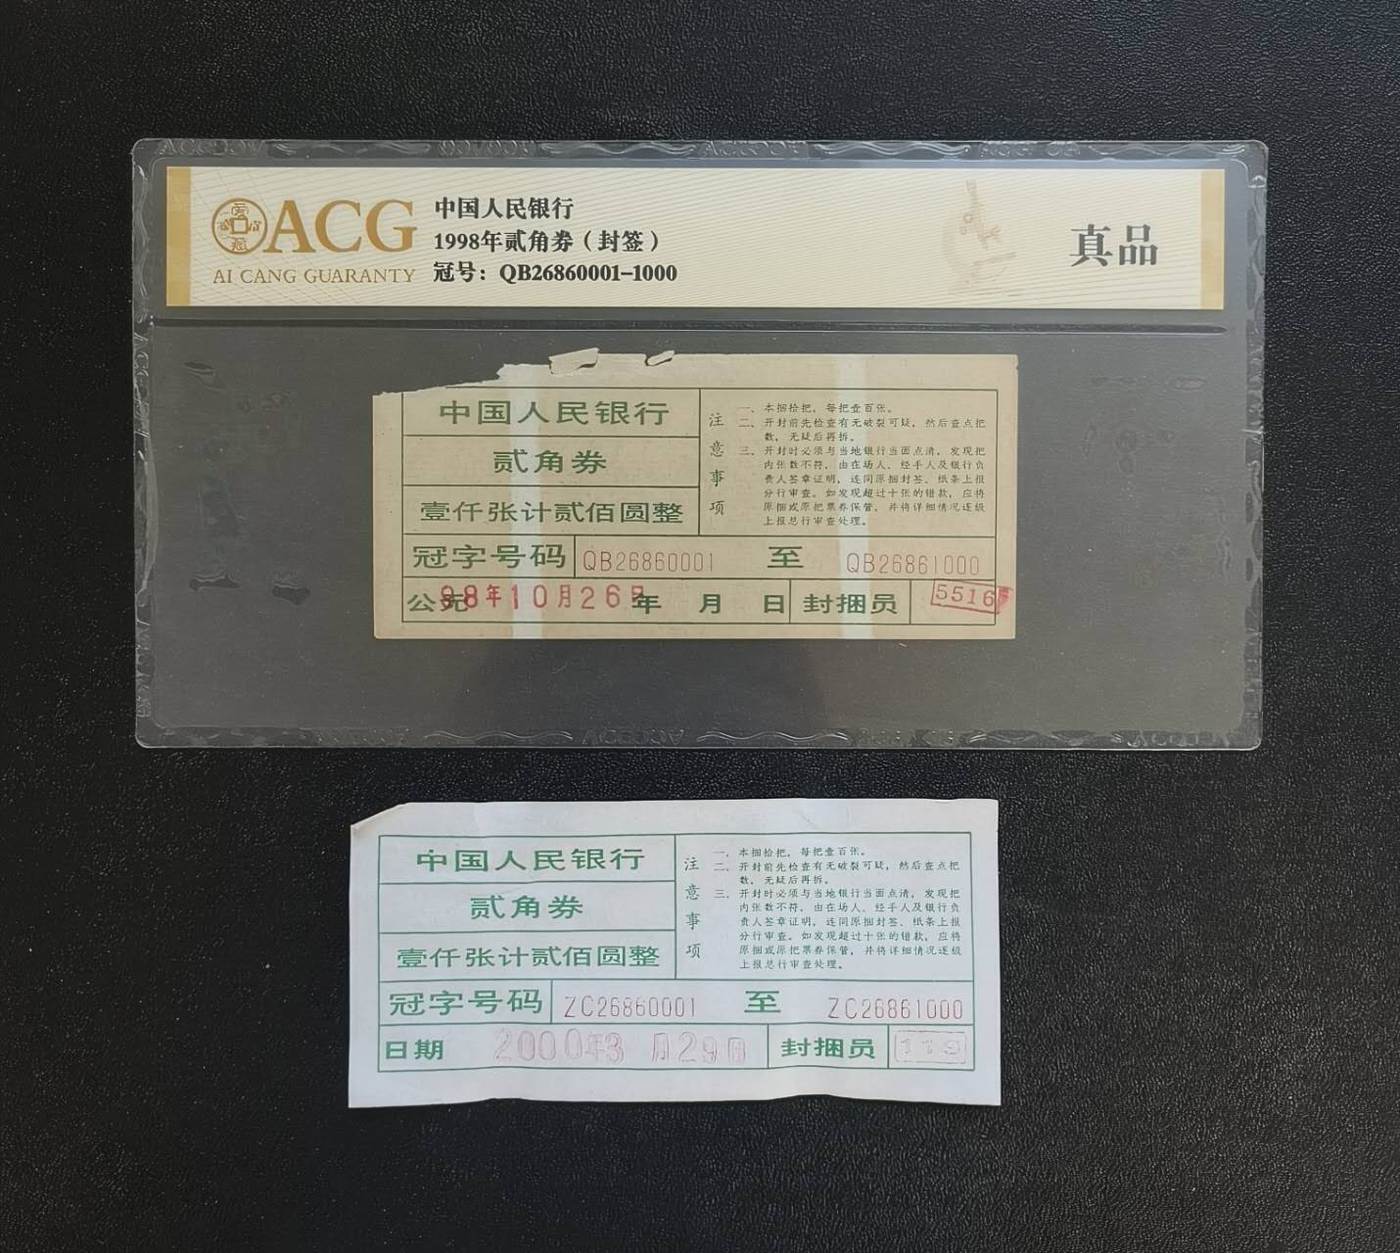 ACG
AI CANG GUARANTY
中国人民银行
1998年贰角券（封签）
冠号：QB26860001-1000
真品
中国人民银行
贰角券
壹仟张计贰佰圆整
注意事项
一、本捆拾把，每把壹百张。
二、开封前先检查有无破裂可疑，然后查点把
数，无疑后再拆。
三、开封时必须与当地银行当面点清，发现把
内张数不符，由在场人、经手人及银行负
责人签章证明，连同原捆封签、纸条上报
分行审查。如发现超过十张的错款，应将
原捆或原把票券保管，并将详细情况逐级
上报总行审查处理。
冠字号码 QB26860001 至 QB26861000
公元 98年10月26日 年 月 日 封捆员 5516
中国人民银行
贰角券
壹仟张计贰佰圆整
注意事项
一、本捆拾把，每把壹百张。
二、开封前先检查有无破裂可疑，然后查点把
数，无疑后再拆。
三、开封时必须与当地银行当面点清，发现把
内张数不符，由在场人、经手人及银行负
责人签章证明，连同原捆封签、纸条上报
分行审查。如发现超过十张的错款，应将
原捆或原把票券保管，并将详细情况逐级
上报总行审查处理。
冠字号码 ZC26860001 至 ZC26861000
日期 2000年3月29日 封捆员 119